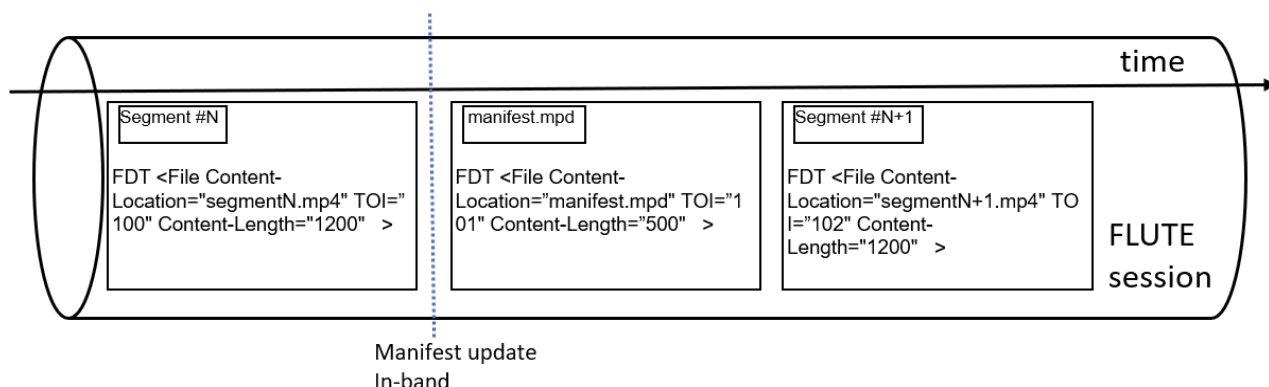 time
Segment #N
FDT <File Content-
Location="segmentN.mp4" TOI=”
100" Content-Length="1200"   >
manifest.mpd
FDT <File Content-
Location=”manifest.mpd" TOI=”1
01" Content-Length=”500"   >
Segment #N+1
FDT <File Content-
Location="segmentN+1.mp4" TO
I=”102" Content-
Length="1200"   >
FLUTE
session
Manifest update
In-band